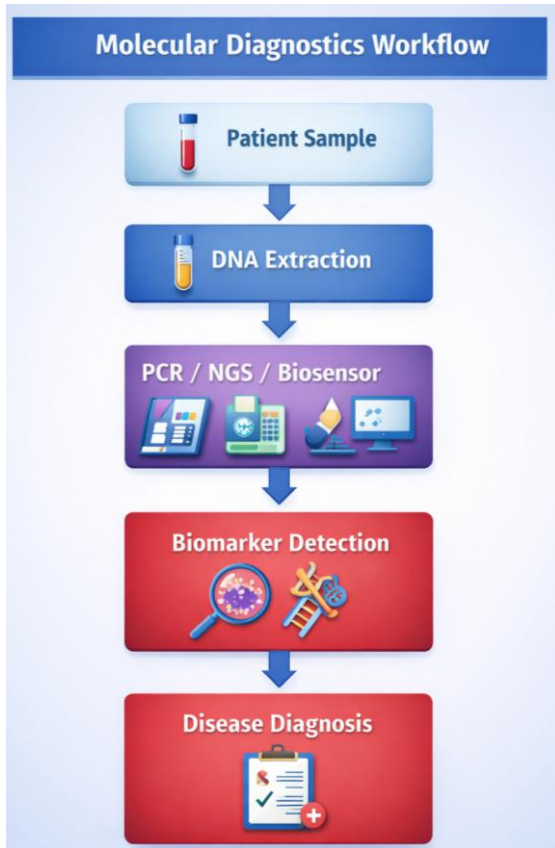 Molecular Diagnostics Workflow
Patient Sample
DNA Extraction
PCR / NGS / Biosensor
Biomarker Detection
Disease Diagnosis